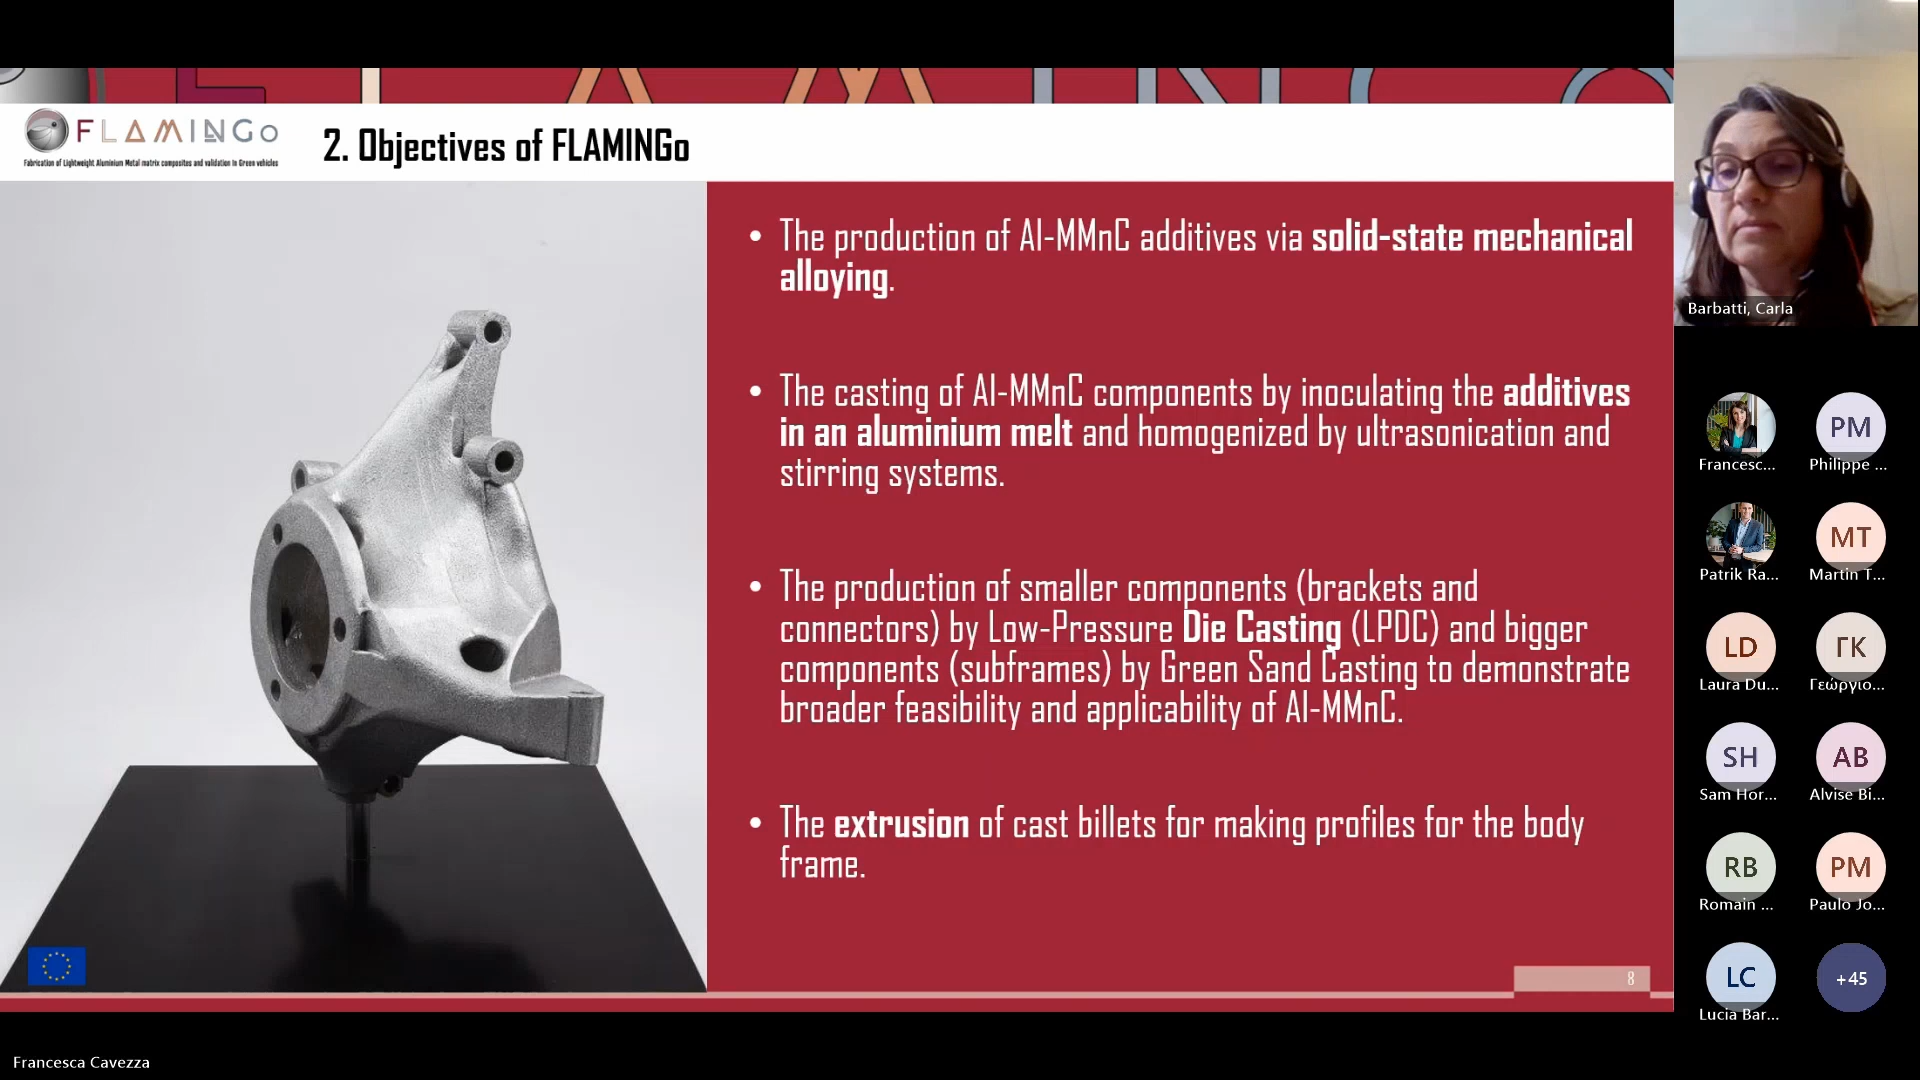 FLAMINGo
FLAMINGo
Fabrication of Lightweight Aluminium Metal matrix composites and validation In Green vehicles
2. Objectives of FLAMINGo
• The production of Al-MMnC additives via solid-state mechanical
alloying.
• The casting of Al-MMnC components by inoculating the additives
in an aluminium melt and homogenized by ultrasonication and
stirring systems.
• The production of smaller components (brackets and
connectors) by Low-Pressure Die Casting (LPDC) and bigger
components (subframes) by Green Sand Casting to demonstrate
broader feasibility and applicability of Al-MMnC.
• The extrusion of cast billets for making profiles for the body
frame.
8
Barbatti, Carla
Francesc...
PM
Philippe ...
Patrik Ra...
MT
Martin T...
LD
Laura Du...
ΓΚ
Γεώργιο...
SH
Sam Hor...
AB
Alvise Bi...
RB
Romain ...
PM
Paulo Jo...
LC
Lucia Bar...
+45
Francesca Cavezza